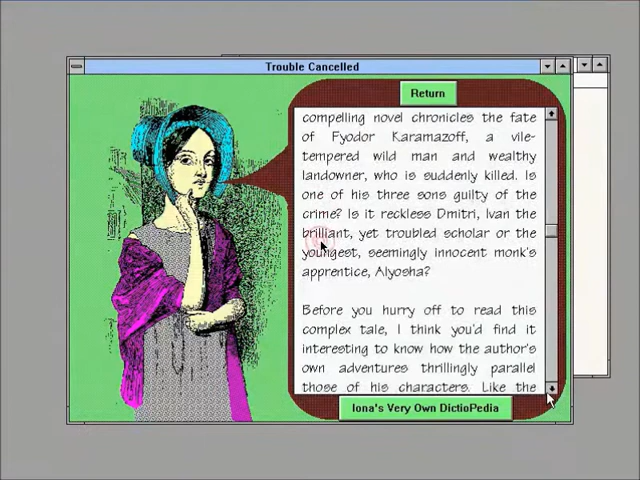 Trouble Cancelled
Return
compelling novel chronicles the fate
of Fyodor Karamazoff, a vile-
tempered wild man and wealthy
landowner, who is suddenly killed. Is
one of his three sons guilty of the
crime? Is it reckless Dmitri, Ivan the
brilliant, yet troubled scholar or the
youngest, seemingly innocent monk's
apprentice, Alyosha?
Before you hurry off to read this
complex tale, I think you'd find it
interesting to know how the author's
own adventures thrillingly parallel
those of his characters. Like the
Iona's Very Own DictioPedia